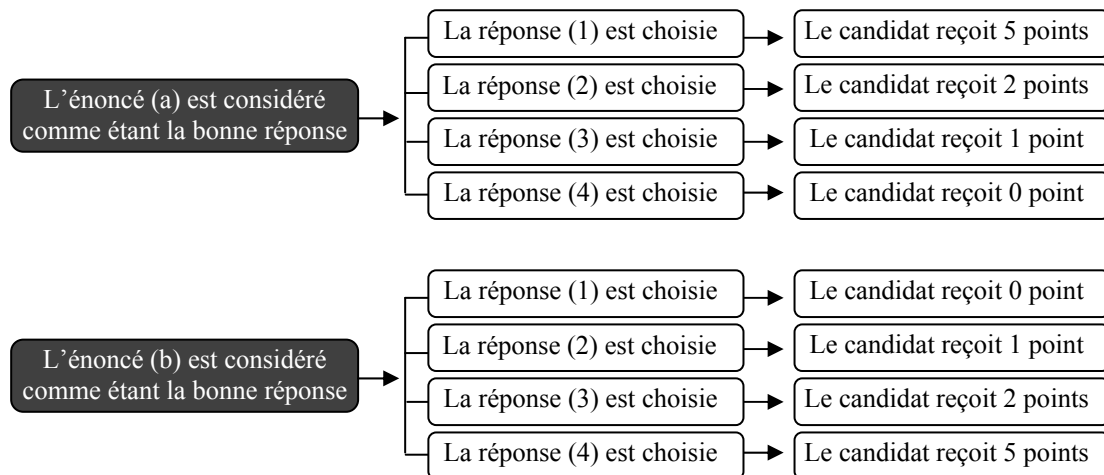 L'énoncé (a) est considéré
comme étant la bonne réponse
La réponse (1) est choisie
Le candidat reçoit 5 points
La réponse (2) est choisie
Le candidat reçoit 2 points
La réponse (3) est choisie
Le candidat reçoit 1 point
La réponse (4) est choisie
Le candidat reçoit 0 point
L'énoncé (b) est considéré
comme étant la bonne réponse
La réponse (1) est choisie
Le candidat reçoit 0 point
La réponse (2) est choisie
Le candidat reçoit 1 point
La réponse (3) est choisie
Le candidat reçoit 2 points
La réponse (4) est choisie
Le candidat reçoit 5 points